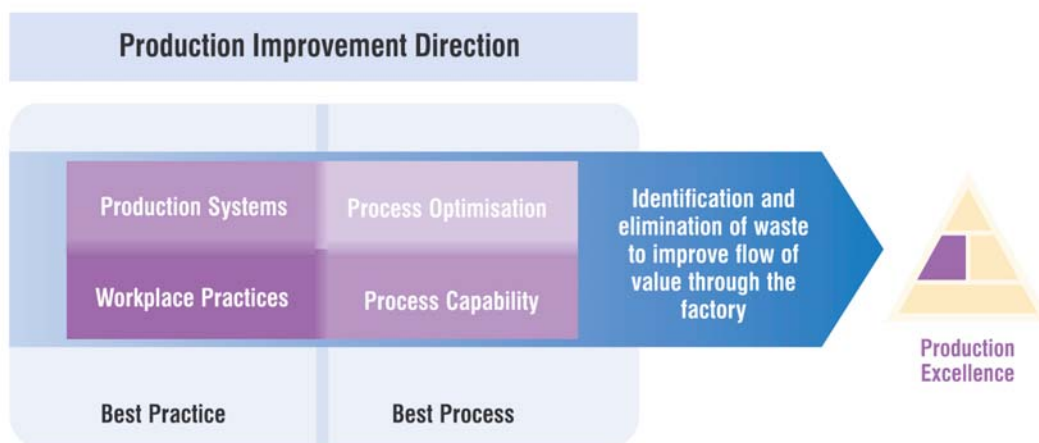 Production Improvement Direction
Production Systems
Process Optimisation
Workplace Practices
Process Capability
Identification and
elimination of waste
to improve flow of
value through the
factory
Production
Excellence
Best Practice
Best Process